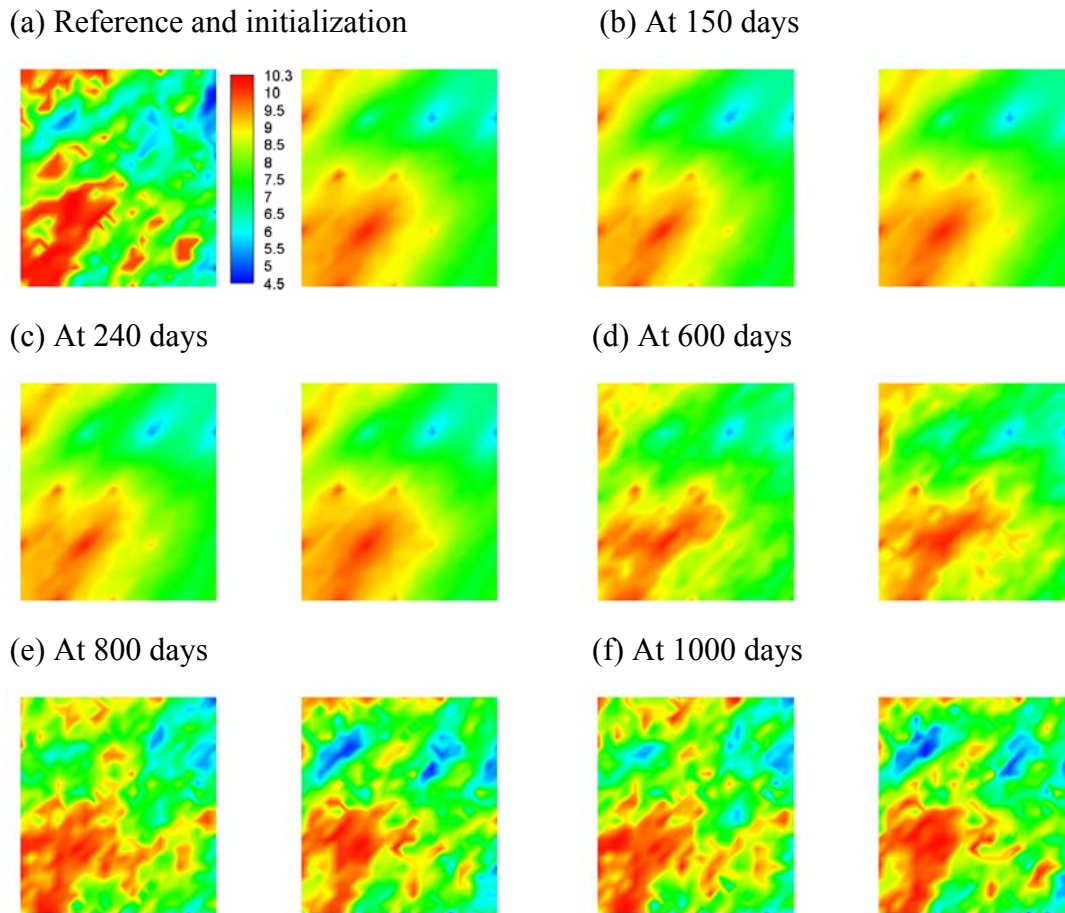 (a) Reference and initialization
(b) At 150 days
10.3
10
9.5
9
8.5
8
7.5
7
6.5
6
5.5
5
4.5
(c) At 240 days
(d) At 600 days
(e) At 800 days
(f) At 1000 days